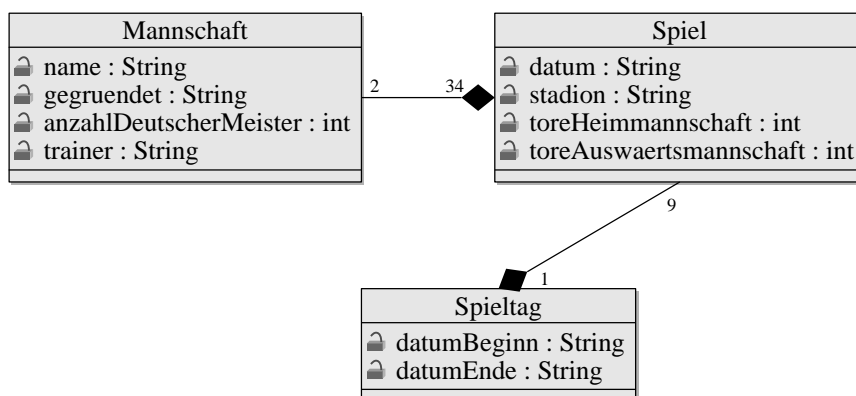 Mannschaft
name : String
gegruendet : String
anzahlDeutscherMeister : int
trainer : String
2
34
Spiel
datum : String
stadion : String
toreHeimmannschaft : int
toreAuswaertsmannschaft : int
9
1
Spieltag
datumBeginn : String
datumEnde : String